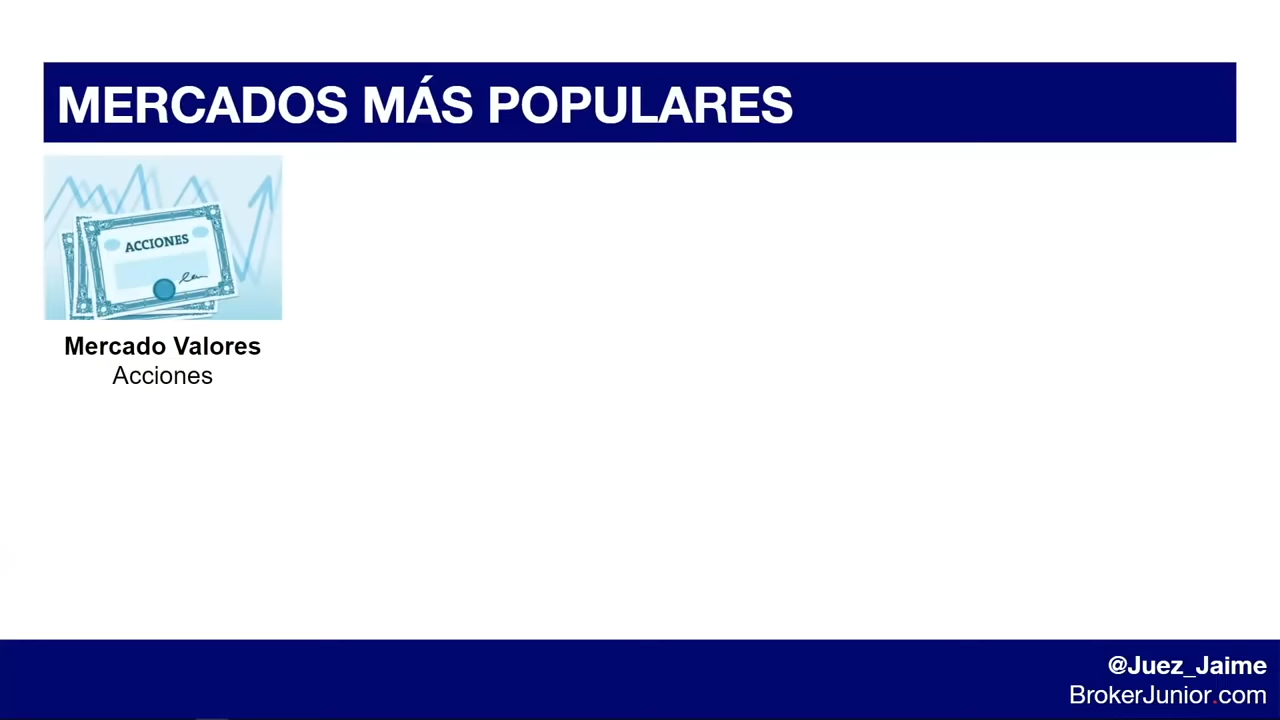 MERCADOS MÁS POPULARES
ACCIONES
Mercado Valores
Acciones
@Juez_Jaime
BrokerJunior.com